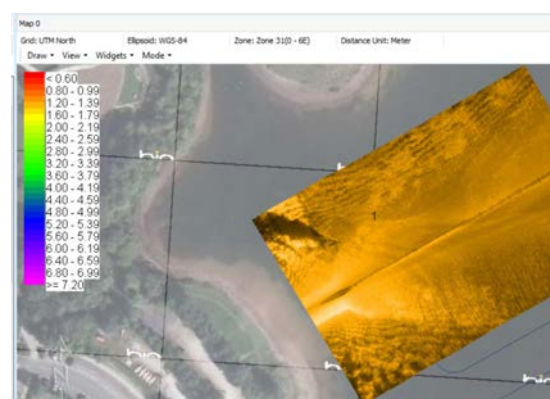 Map 0
Grid: UTM North Ellipsoid: WGS-84 Zone: Zone 31(0 - 6E) Distance Unit: Meter
Draw View Widgets Mode
< 0.60
0.80 - 0.99
1.20 - 1.39
1.60 - 1.79
2.00 - 2.19
2.40 - 2.59
2.80 - 2.99
3.20 - 3.39
3.60 - 3.79
4.00 - 4.19
4.40 - 4.59
4.80 - 4.99
5.20 - 5.39
5.60 - 5.79
6.00 - 6.19
6.40 - 6.59
6.80 - 6.99
>= 7.20
1